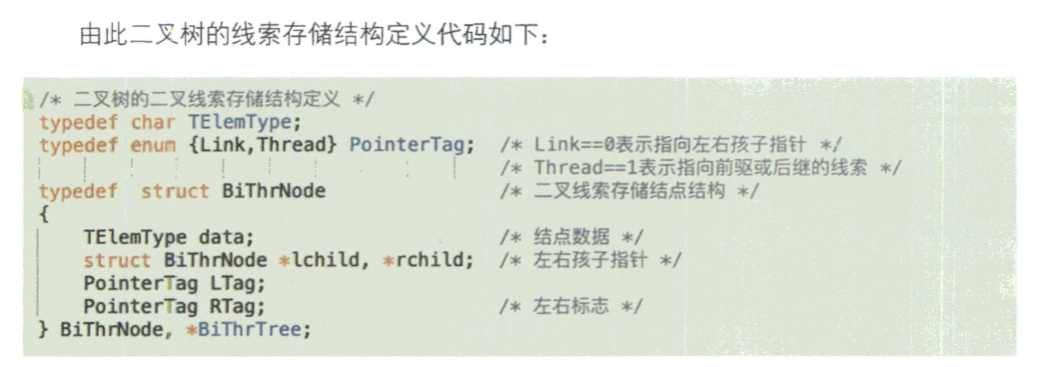 由此二叉树的线索存储结构定义代码如下：
/* 二叉树的二叉线索存储结构定义 */
typedef char TElemType;
typedef enum {Link,Thread} PointerTag; /* Link==0表示指向左右孩子指针 */
/* Thread==1表示指向前驱或后继的线索 */
typedef struct BiThrNode /* 二叉线索存储结点结构 */
{
TElemType data; /* 结点数据 */
struct BiThrNode *lchild, *rchild; /* 左右孩子指针 */
PointerTag LTag;
PointerTag RTag; /* 左右标志 */
} BiThrNode, *BiThrTree;